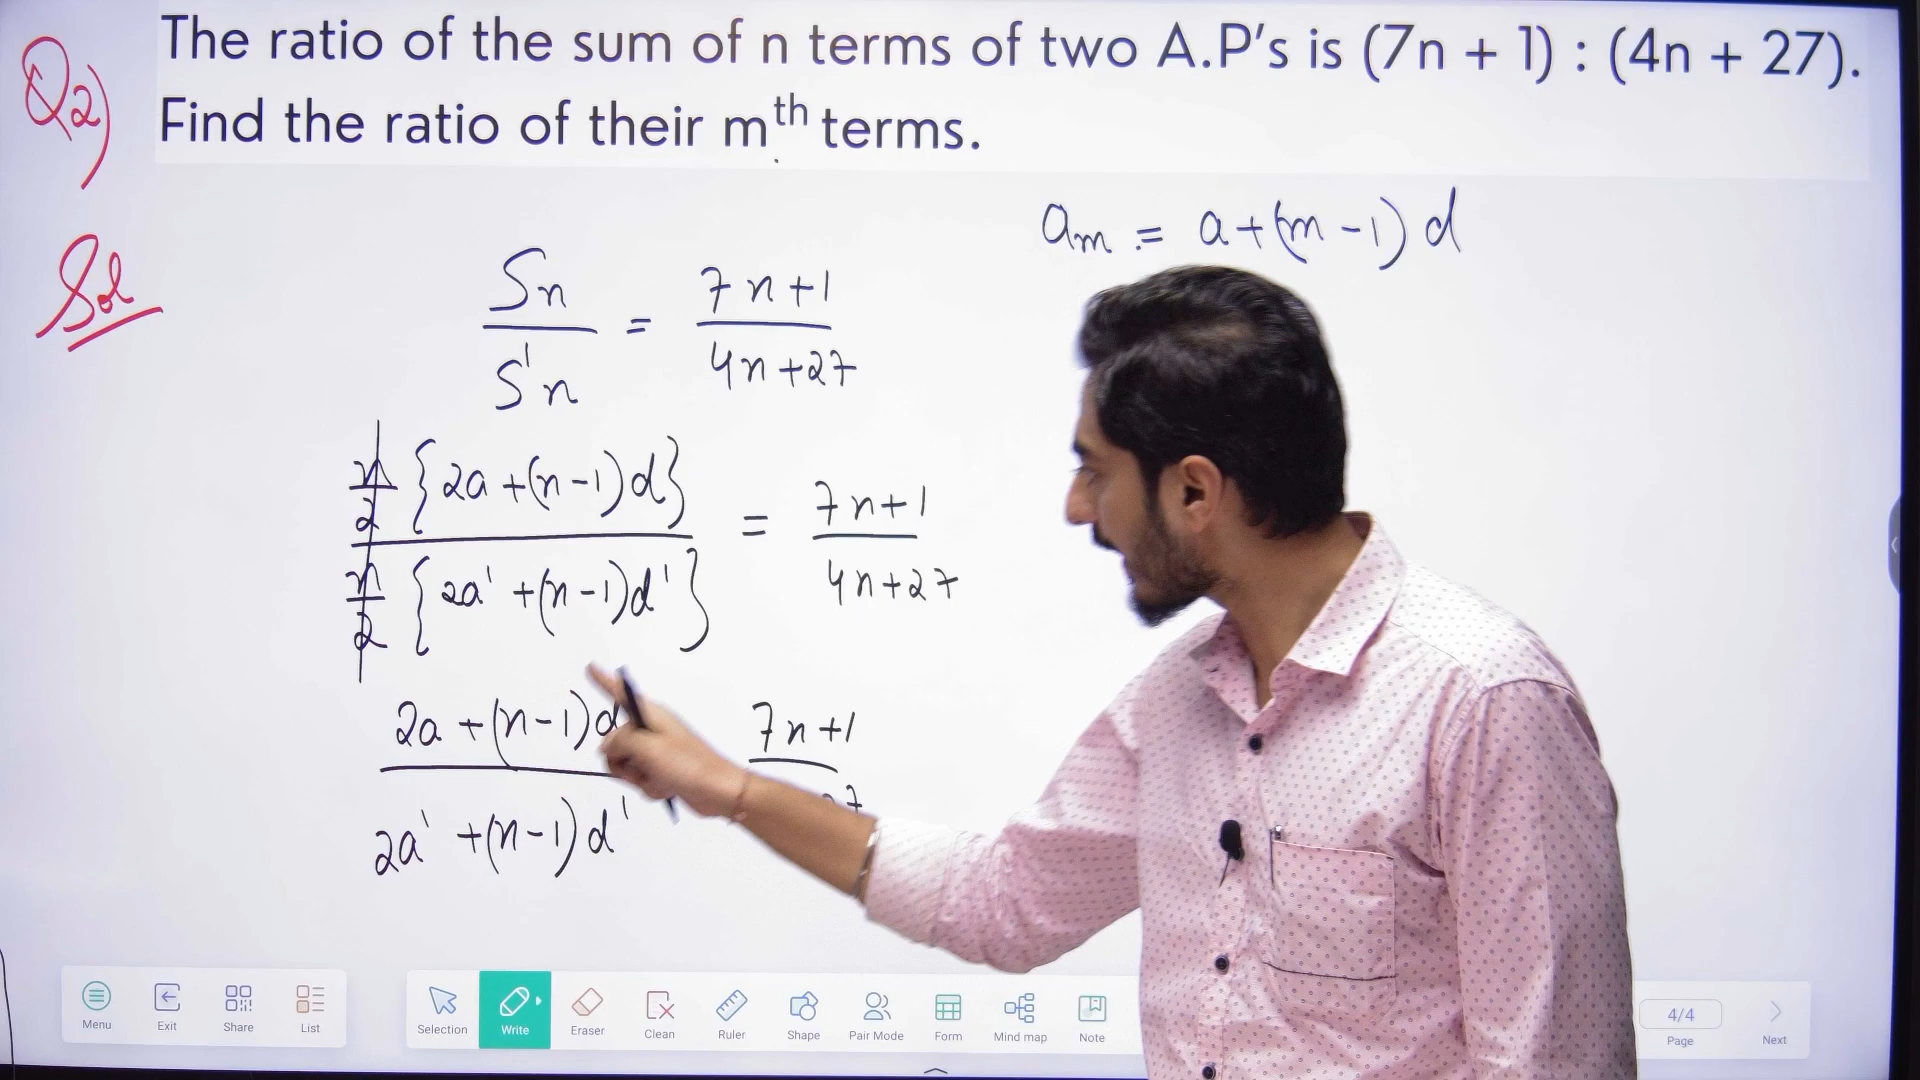 Q2)
The ratio of the sum of n terms of two A.P's is (7n + 1) : (4n + 27).
Find the ratio of their mᵗʰ terms.
Sol
aₘ = a+(m-1)d
Sn / S'n = 7n+1 / 4n+27
n/2 {2a+(n-1)d} / n/2 {2a'+(n-1)d'} = 7n+1 / 4n+27
2a+(n-1)d
7n+1
2a'+(n-1)d'
27
Menu
Exit
Share
List
Selection
Write
Eraser
Clean
Ruler
Shape
Pair Mode
Form
Mind map
Note
4/4
Page
Next